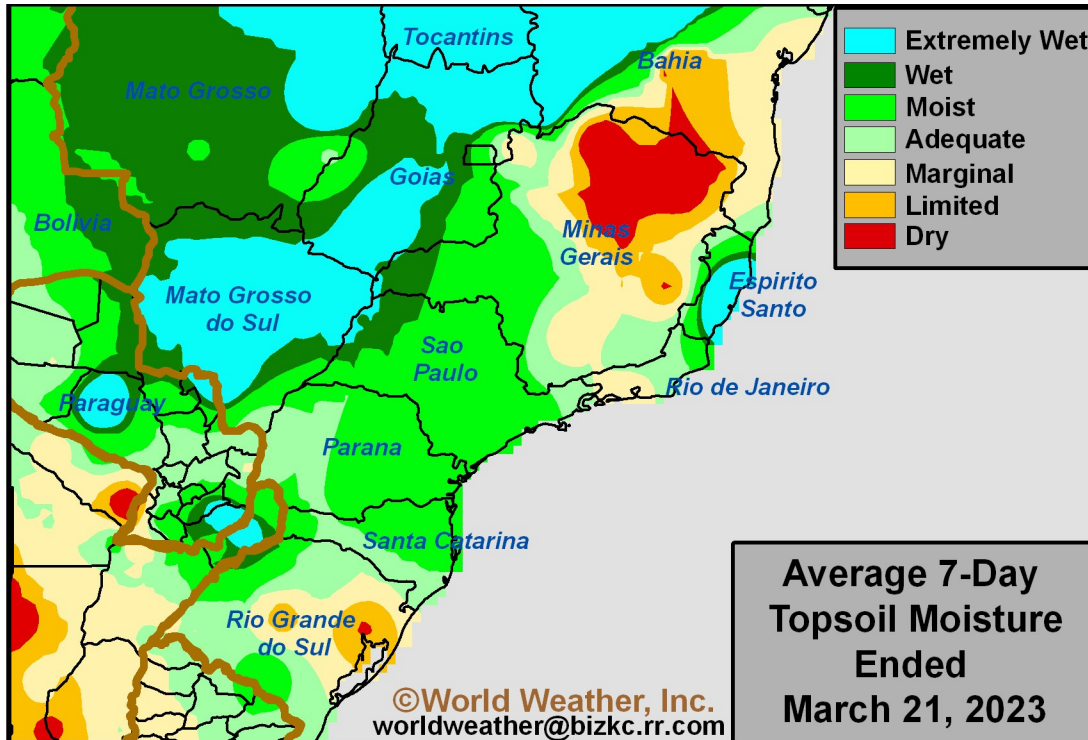 Tocantins
Bahia
Mato Grosso
Goias
Bolivia
Minas
Gerais
Mato Grosso
do Sul
Espirito
Santo
Sao
Paulo
Rio de Janeiro
Paraguay
Parana
Santa Catarina
Rio Grande
do Sul
Extremely Wet
Wet
Moist
Adequate
Marginal
Limited
Dry
Average 7-Day
Topsoil Moisture
Ended
March 21, 2023
©World Weather, Inc.
worldweather@bizkc.rr.com